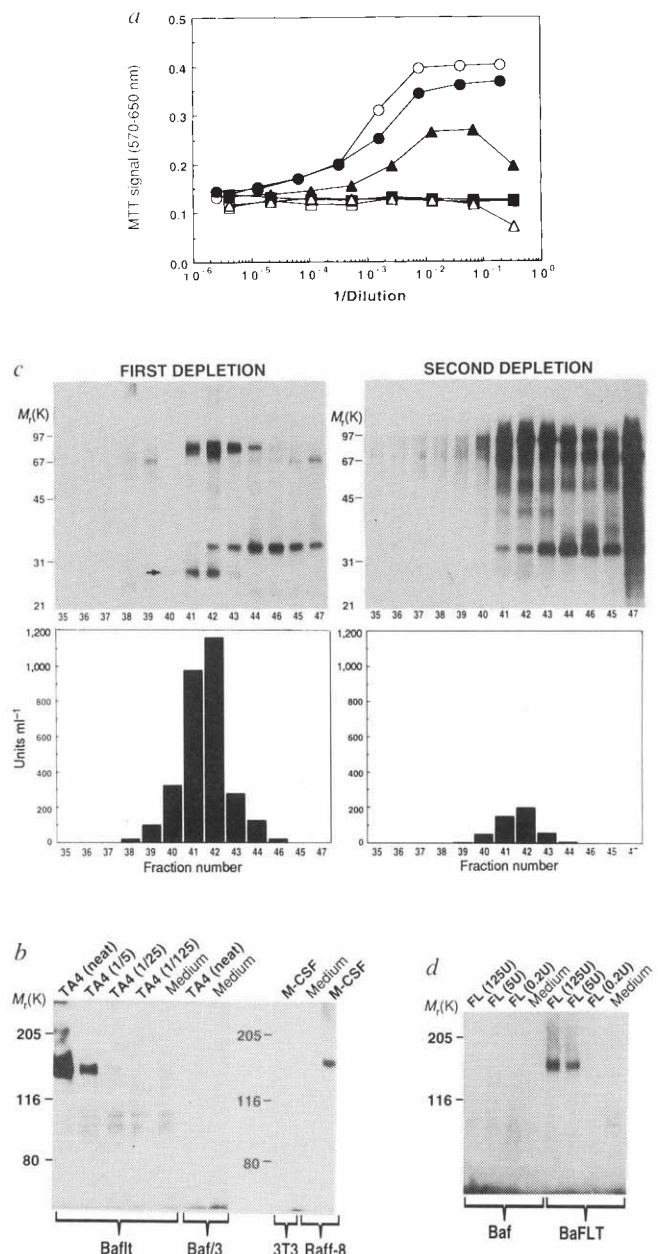 a
MTT signal (570-650 nm)
0.5
0.4
0.3
0.2
0.1
0.0
10⁻⁶ 10⁻⁵ 10⁻⁴ 10⁻³ 10⁻² 10⁻¹ 10⁰
1/Dilution
c
FIRST DEPLETION
Mr(K)
97
67
45
31
21
35 36 37 38 39 40 41 42 43 44 45 46 47
SECOND DEPLETION
Mr(K)
97
67
45
31
21
35 36 37 38 39 40 41 42 43 44 46 45 47
Units ml⁻¹
1,200
1,000
800
600
400
200
0
35 36 37 38 39 40 41 42 43 44 45 46 47
Fraction number
1,200
1,000
800
600
400
200
0
35 36 37 38 39 40 41 42 43 44 46 45
Fraction number
b
TA4 (neat)
TA4 (1/5)
TA4 (1/25)
TA4 (1/125)
Medium
TA4 (neat)
Medium
M-CSF
Medium
M-CSF
Mr(K)
205
116
80
205
116
80
Baflt Baf/3 3T3 Raff-8
d
FL (125U)
FL (5U)
FL (0.2U)
Medium
FL (125U)
FL (5U)
FL (0.2U)
Medium
Mr(K)
205
116
80
Baf BaFLT